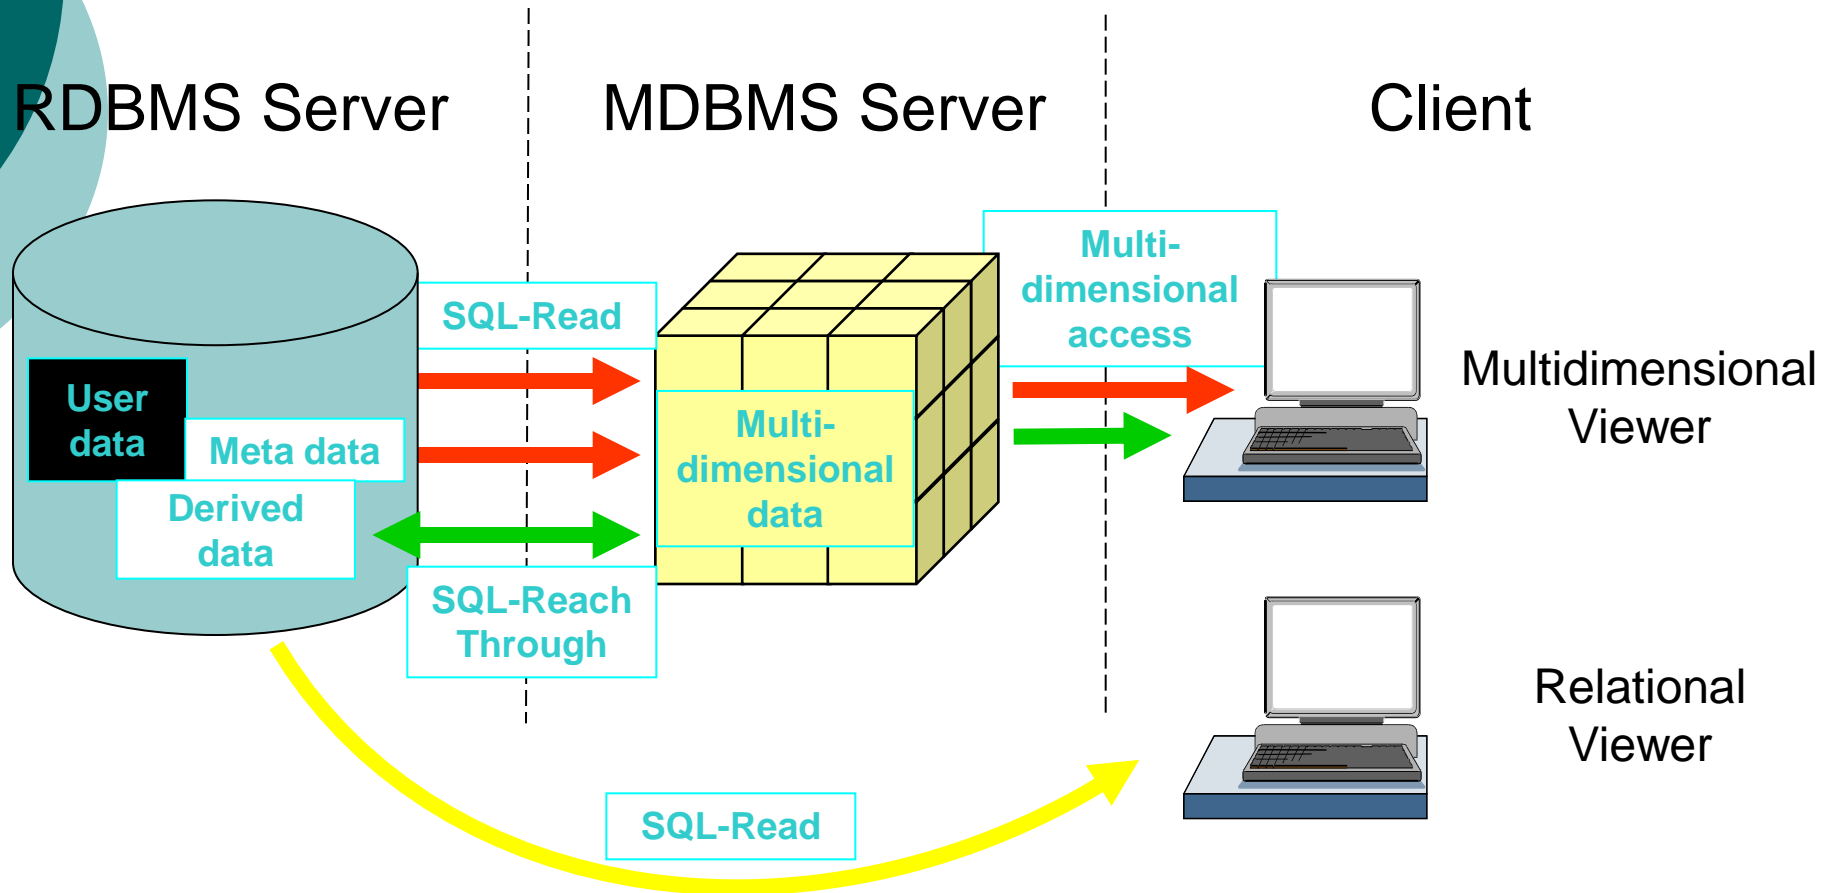 RDBMS Server
MDBMS Server
Client
Multi-
dimensional
access
SQL-Read
User
data
Meta data
Derived
data
Multi-
dimensional
data
Multidimensional
Viewer
SQL-Reach
Through
Relational
Viewer
SQL-Read